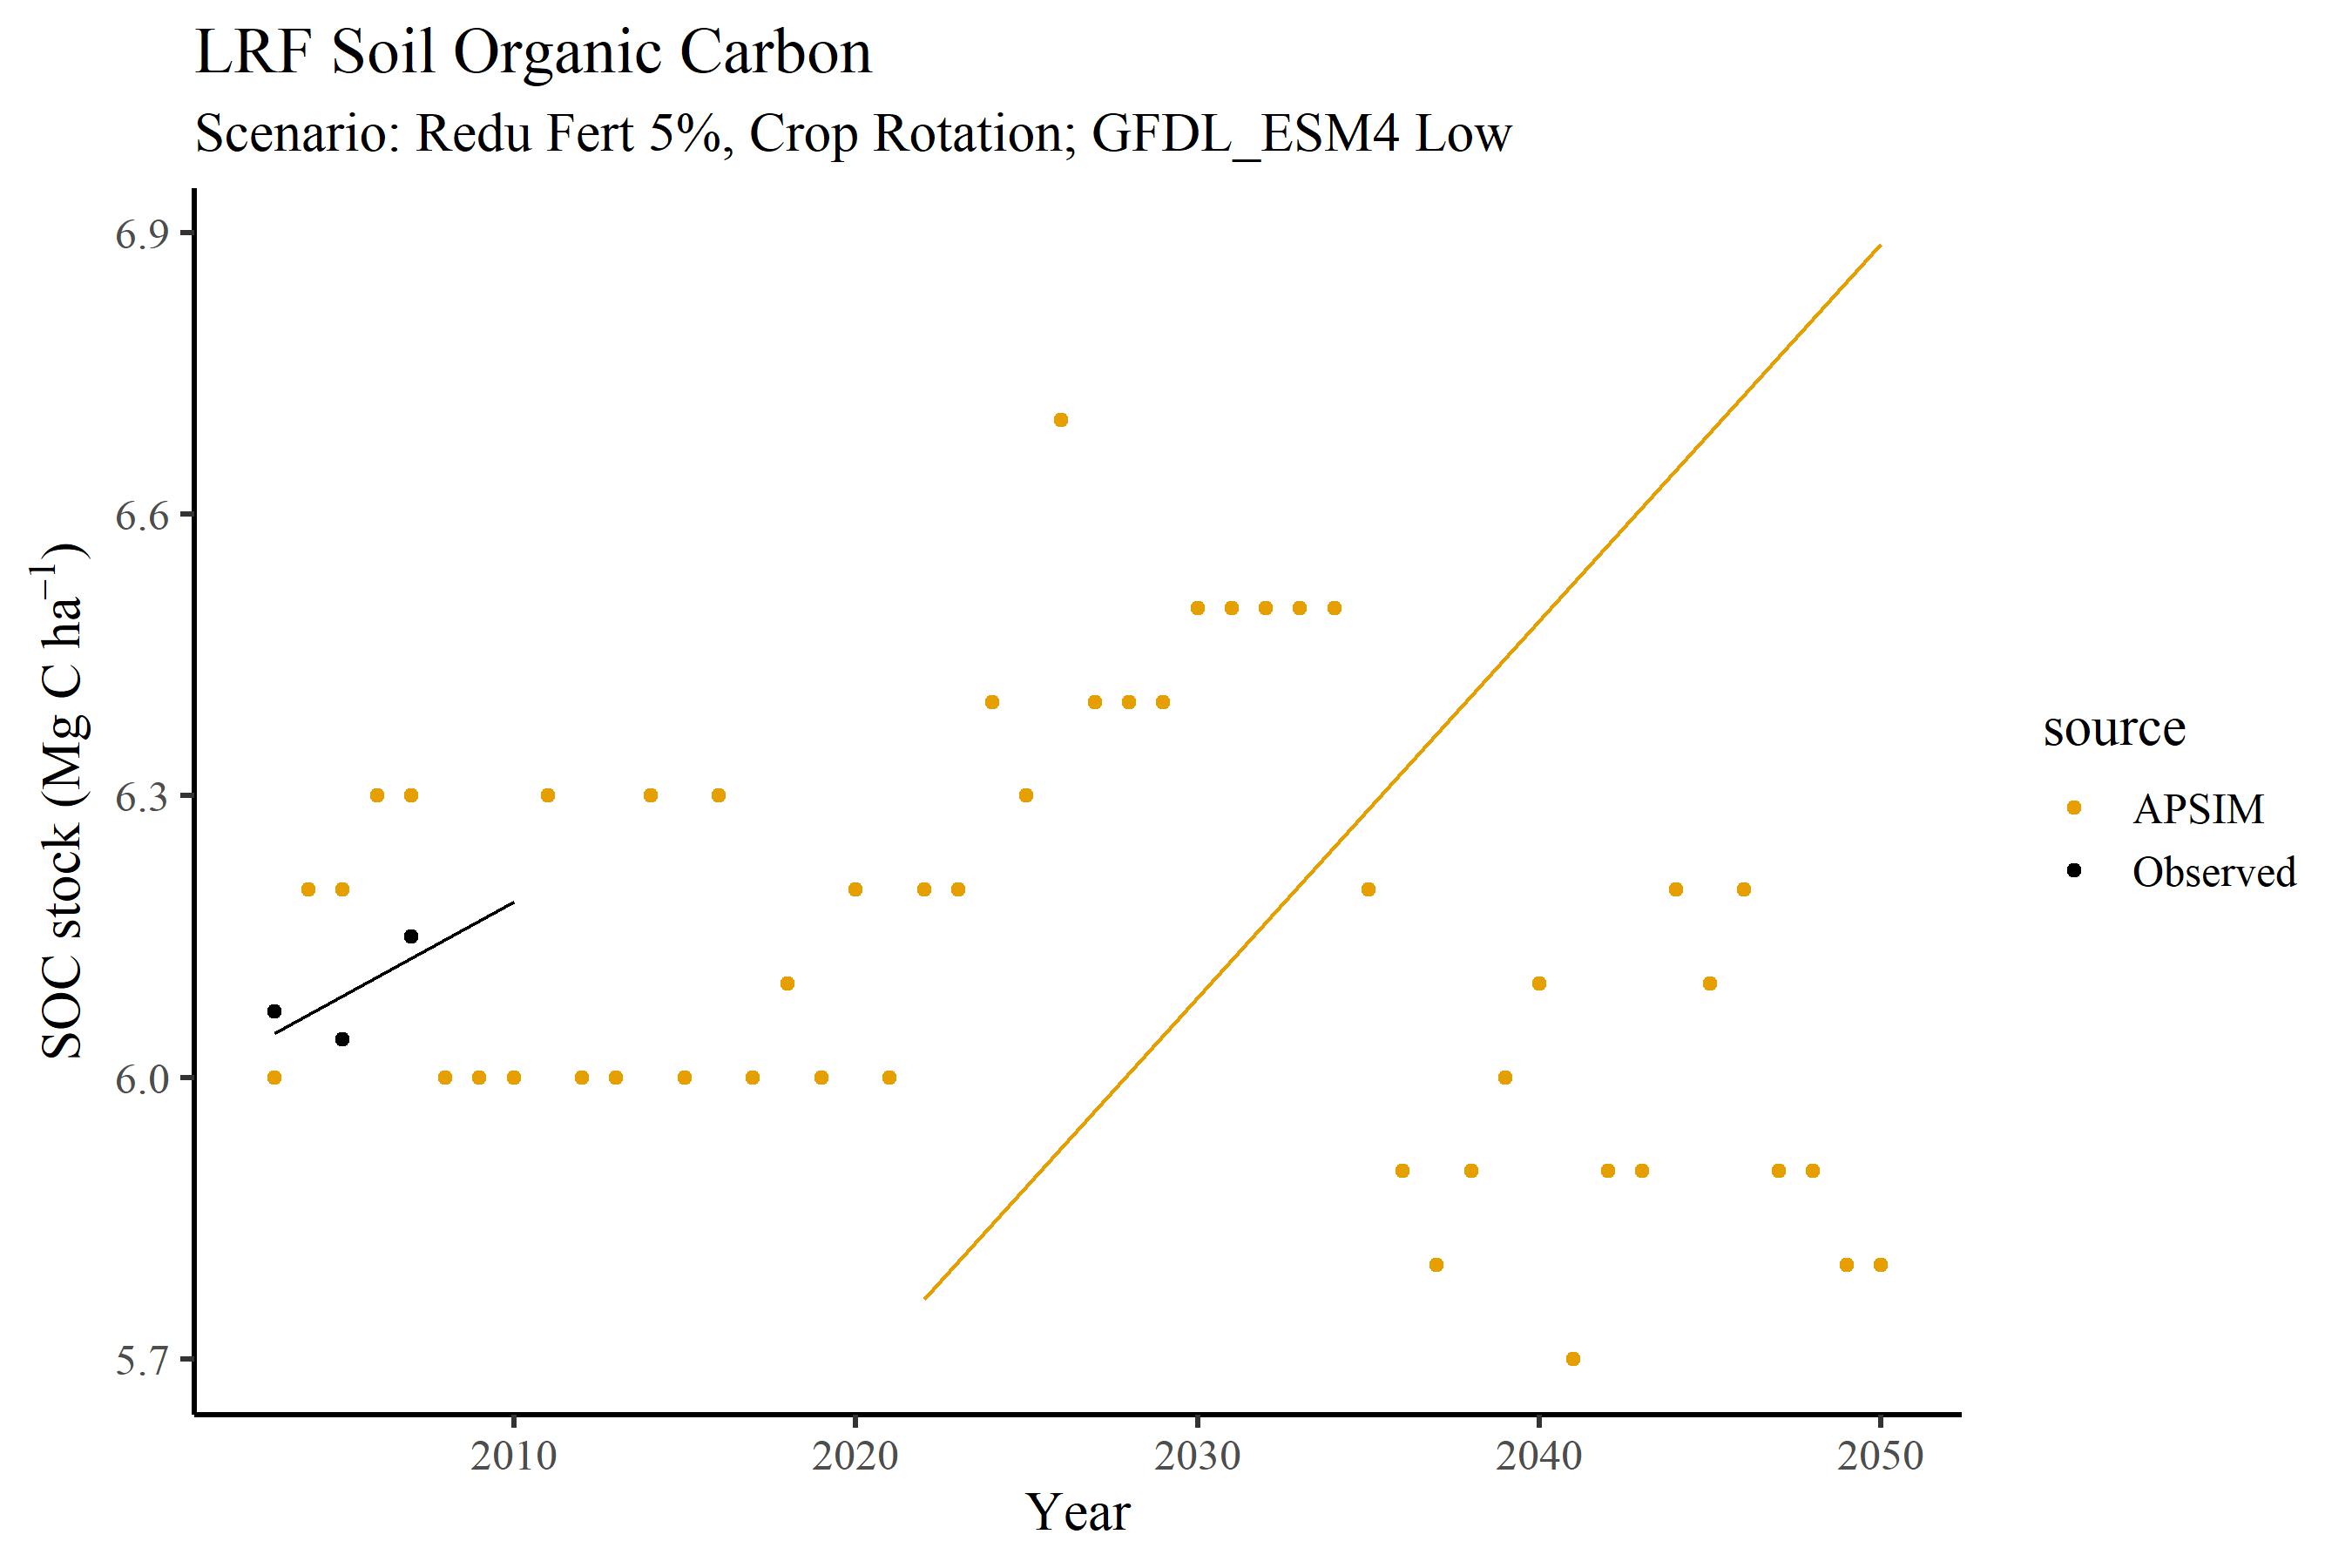 LRF Soil Organic Carbon
Scenario: Redu Fert 5%, Crop Rotation; GFDL_ESM4 Low
SOC stock (Mg C ha⁻¹)
6.9
6.6
6.3
6.0
5.7
2010
2020
2030
2040
2050
Year
source
APSIM
Observed